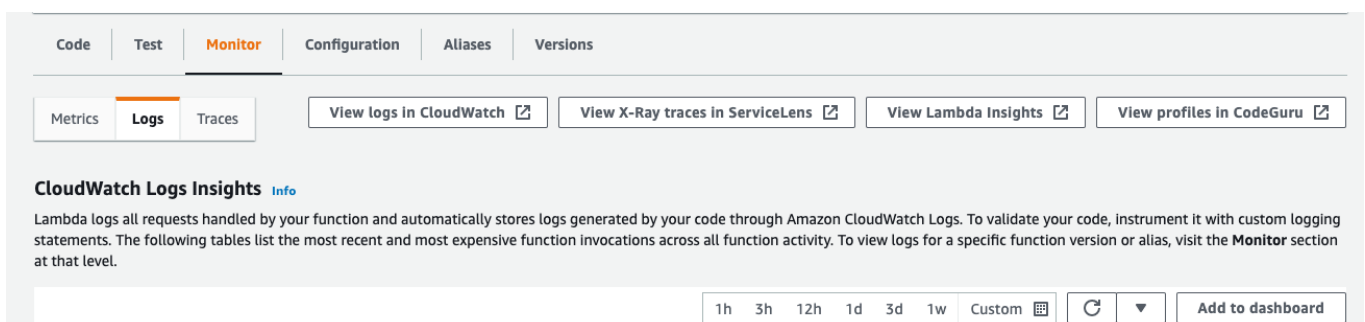 Code Test Monitor Configuration Aliases Versions
Metrics Logs Traces View logs in CloudWatch View X-Ray traces in ServiceLens View Lambda Insights View profiles in CodeGuru
CloudWatch Logs Insights Info
Lambda logs all requests handled by your function and automatically stores logs generated by your code through Amazon CloudWatch Logs. To validate your code, instrument it with custom logging
statements. The following tables list the most recent and most expensive function invocations across all function activity. To view logs for a specific function version or alias, visit the Monitor section
at that level.
1h 3h 12h 1d 3d 1w Custom Add to dashboard